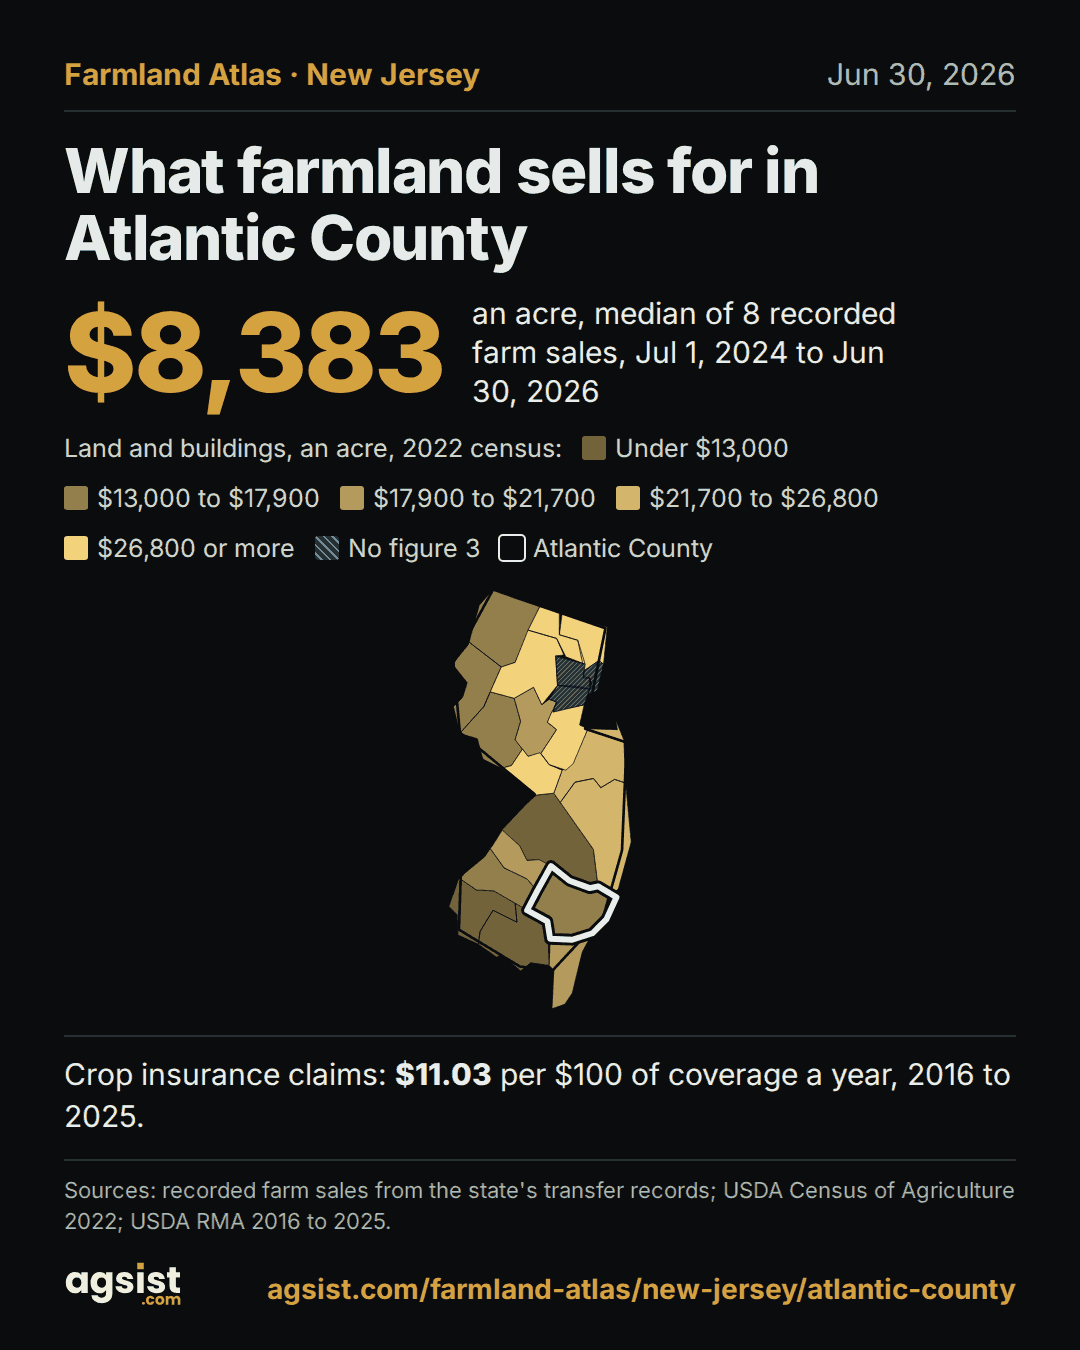 Farmland Atlas · New Jersey
Jun 30, 2026
What farmland sells for in
Atlantic County
$8,383
an acre, median of 8 recorded
farm sales, Jul 1, 2024 to Jun
30, 2026
Land and buildings, an acre, 2022 census: Under $13,000
$13,000 to $17,900 $17,900 to $21,700 $21,700 to $26,800
$26,800 or more No figure 3 Atlantic County
Crop insurance claims: $11.03 per $100 of coverage a year, 2016 to
2025.
Sources: recorded farm sales from the state's transfer records; USDA Census of Agriculture
2022; USDA RMA 2016 to 2025.
agsist
.com
agsist.com/farmland-atlas/new-jersey/atlantic-county